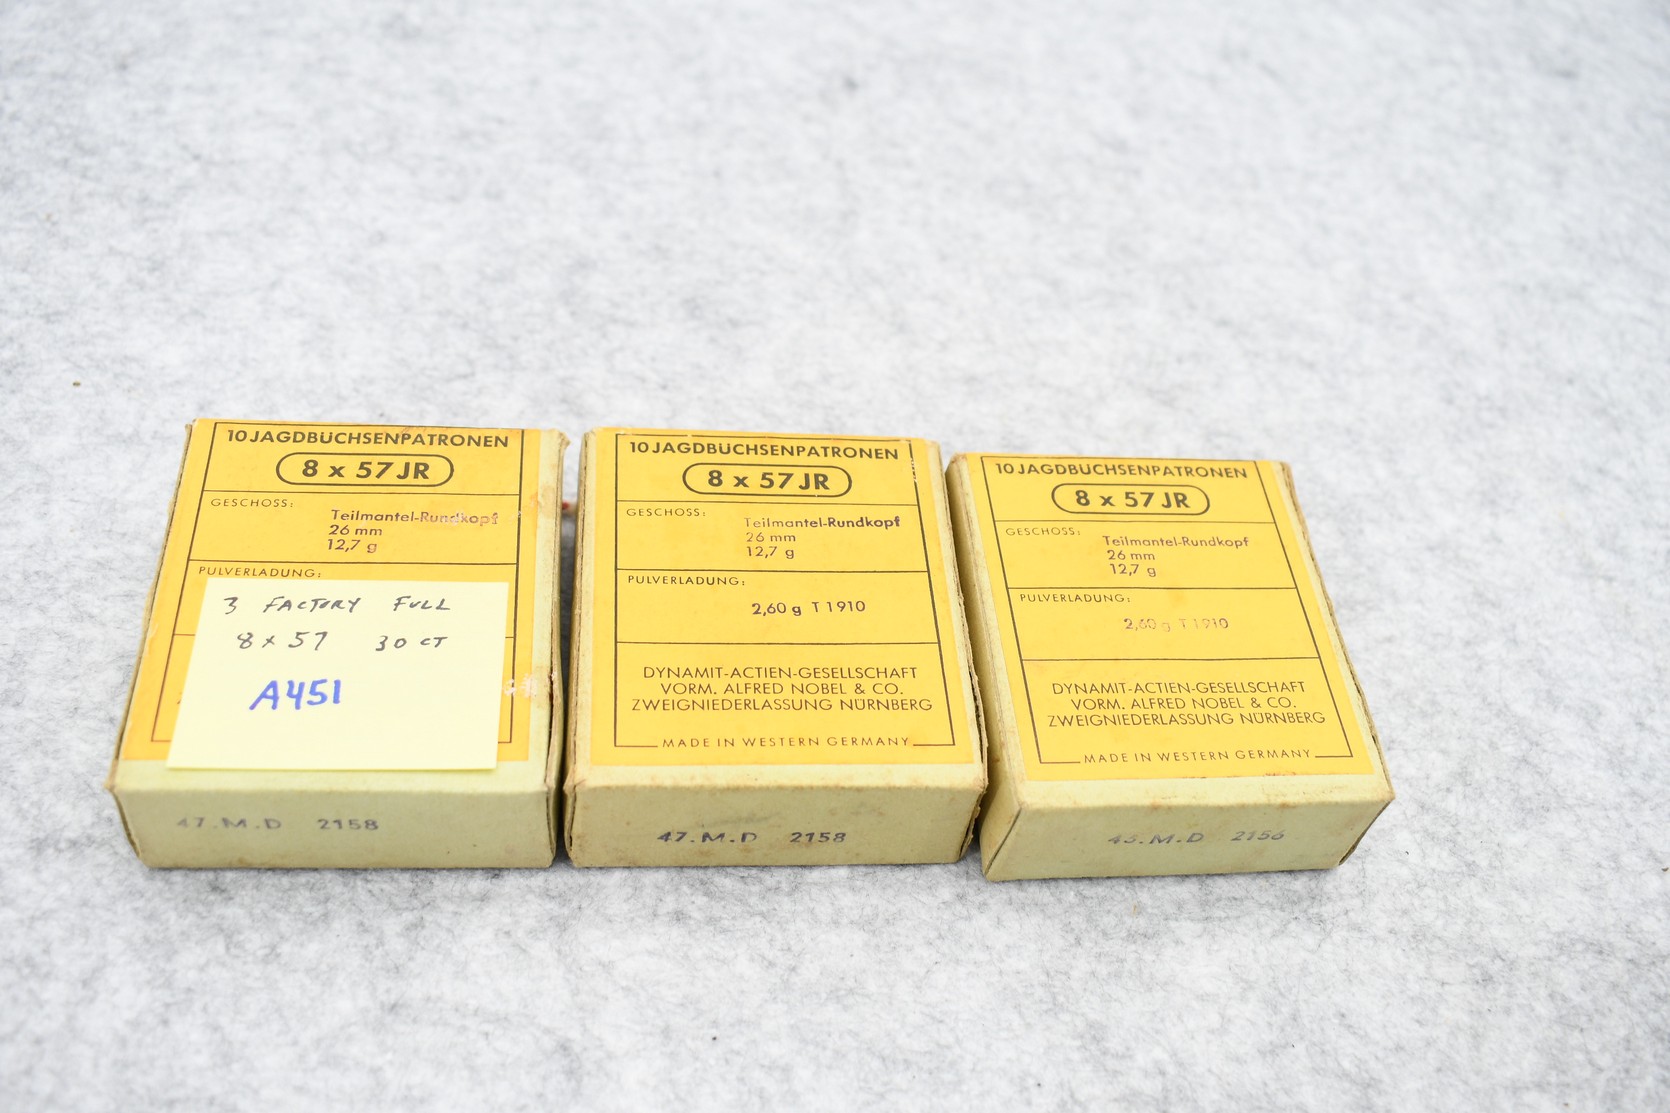 10 JAGDBÜCHSENPATRONEN
8 x 57 JR
GESCHOSS:
Teilmantel-Rundkopf
26 mm
12,7 g
PULVERLADUNG:
3 FACTORY FULL
8 x 57 30 CT
A451
47.M.D 2158
10 JAGDBÜCHSENPATRONEN
8 x 57 JR
GESCHOSS:
Teilmantel-Rundkopf
26 mm
12,7 g
PULVERLADUNG:
2,60 g T 1910
DYNAMIT-ACTIEN-GESELLSCHAFT
VORM. ALFRED NOBEL & CO.
ZWEIGNIEDERLASSUNG NÜRNBERG
MADE IN WESTERN GERMANY
47.M.D 2158
10 JAGDBÜCHSENPATRONEN
8 x 57 JR
GESCHOSS:
Teilmantel-Rundkopf
26 mm
12,7 g
PULVERLADUNG:
2,60 g T 1910
DYNAMIT-ACTIEN-GESELLSCHAFT
VORM. ALFRED NOBEL & CO.
ZWEIGNIEDERLASSUNG NÜRNBERG
MADE IN WESTERN GERMANY
2156